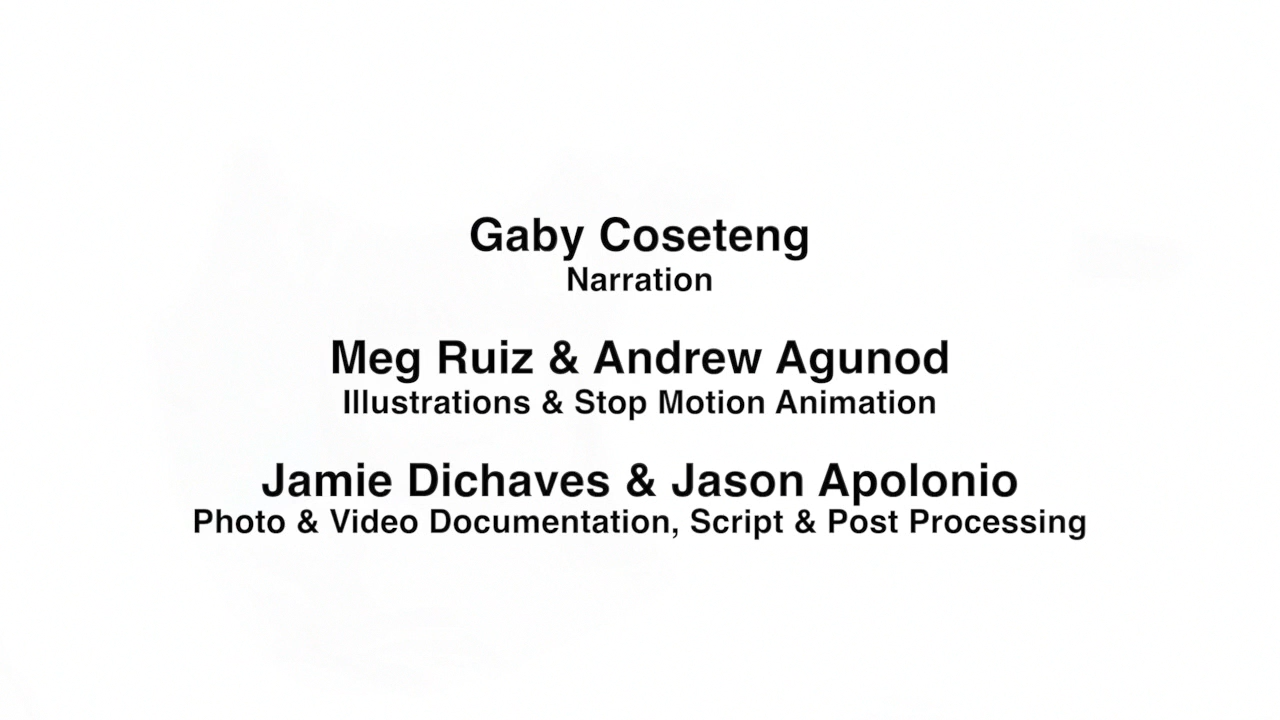 Gaby Coseteng
Narration
Meg Ruiz & Andrew Agunod
Illustrations & Stop Motion Animation
Jamie Dichaves & Jason Apolonio
Photo & Video Documentation, Script & Post Processing